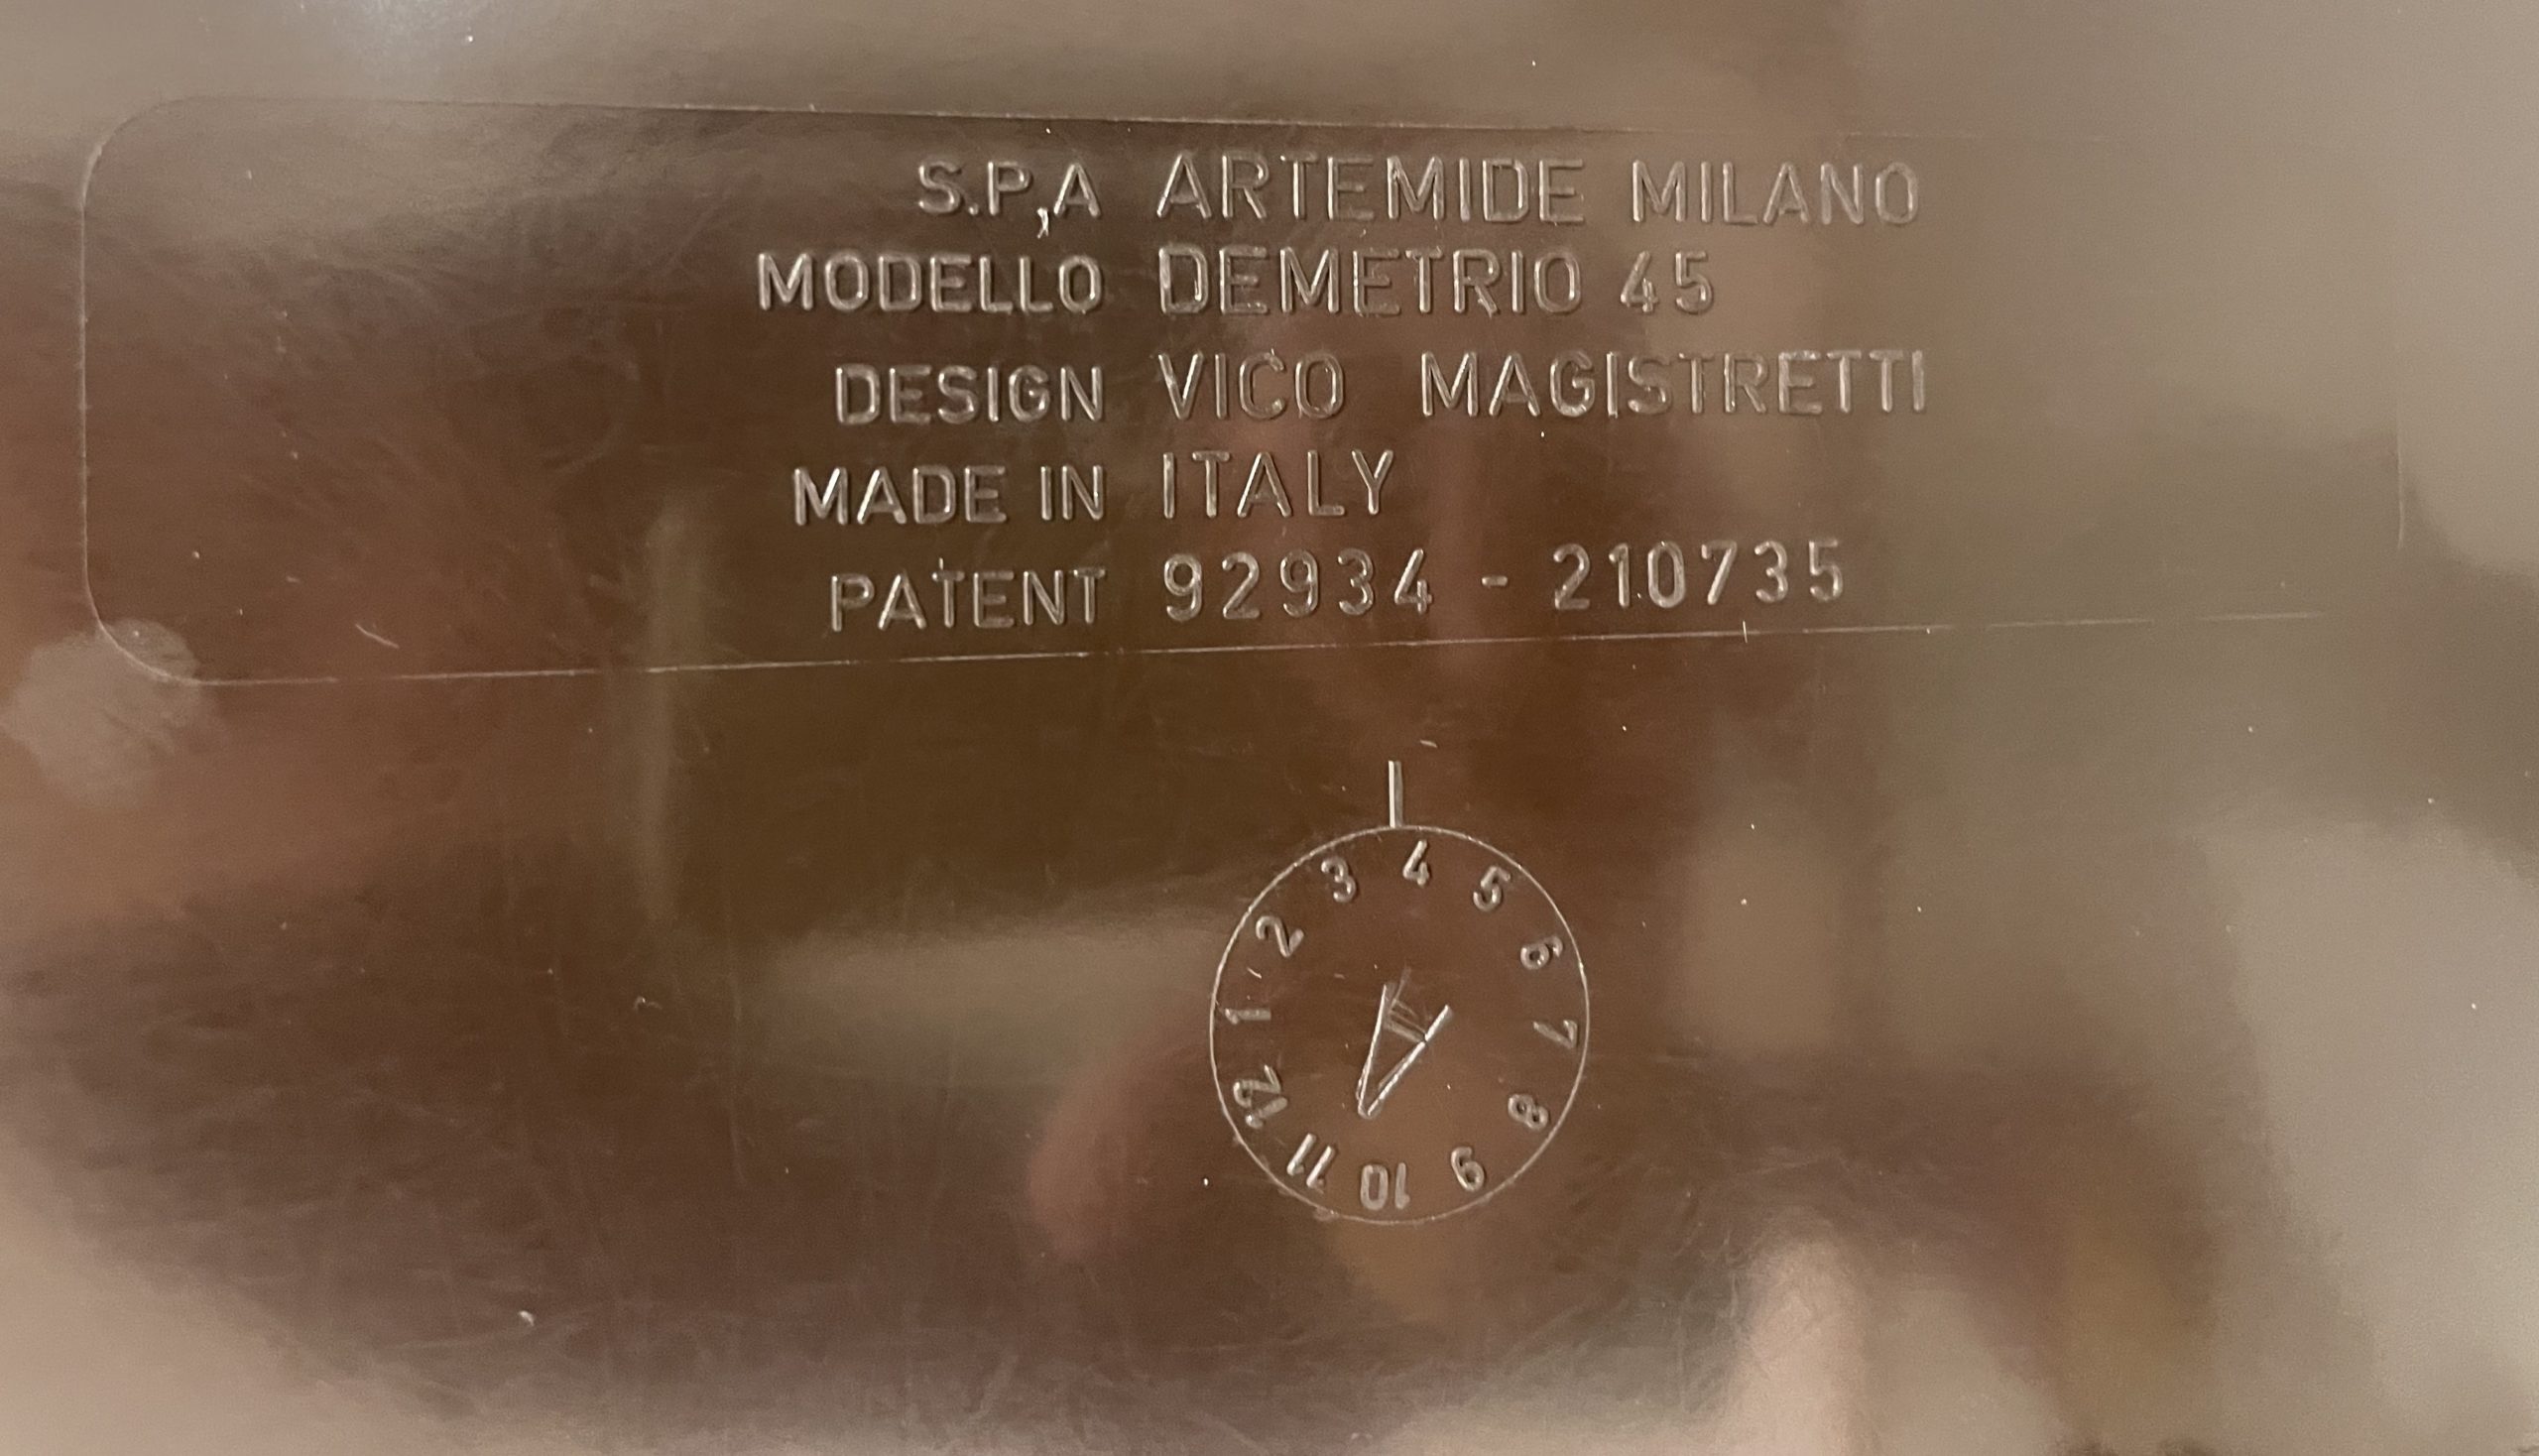 S.P.A ARTEMIDE MILANO
MODELLO DEMETRIO 45
DESIGN VICO MAGISTRETTI
MADE IN ITALY
PATENT 92934 - 210735
1 2 3 4 5 6 7 8 9 10 11 12